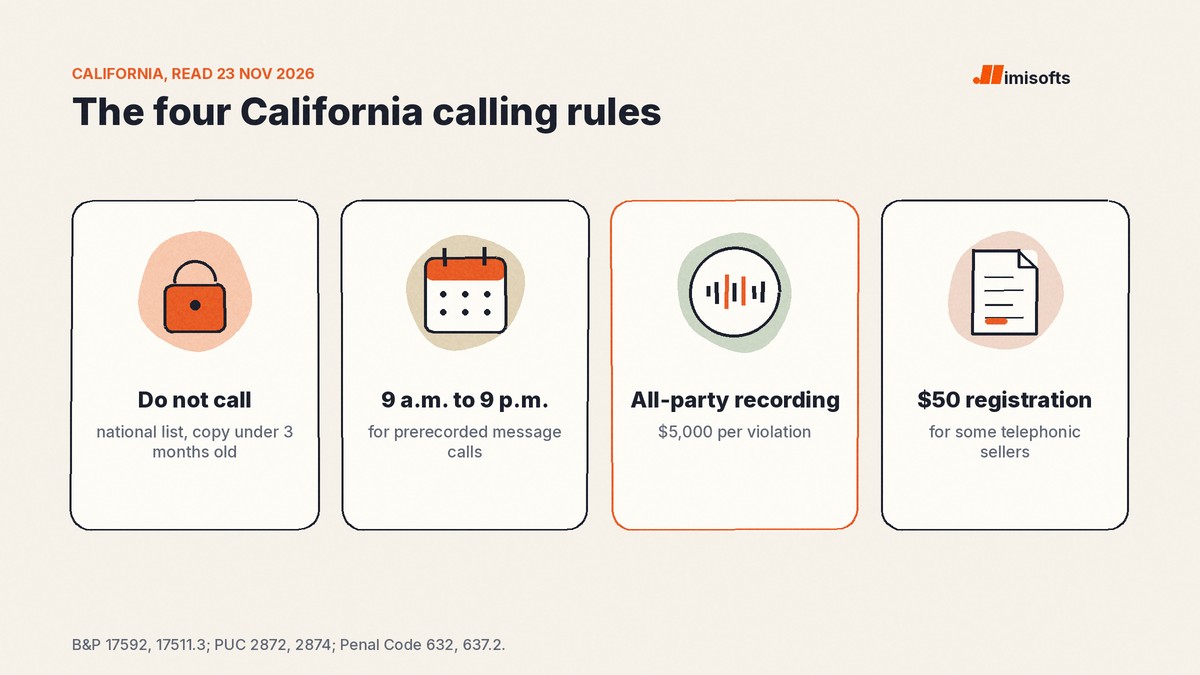 CALIFORNIA, READ 23 NOV 2026
imisofts
The four California calling rules
Do not call
national list, copy under 3
months old
9 a.m. to 9 p.m.
for prerecorded message
calls
All-party recording
$5,000 per violation
$50 registration
for some telephonic
sellers
B&P 17592, 17511.3; PUC 2872, 2874; Penal Code 632, 637.2.